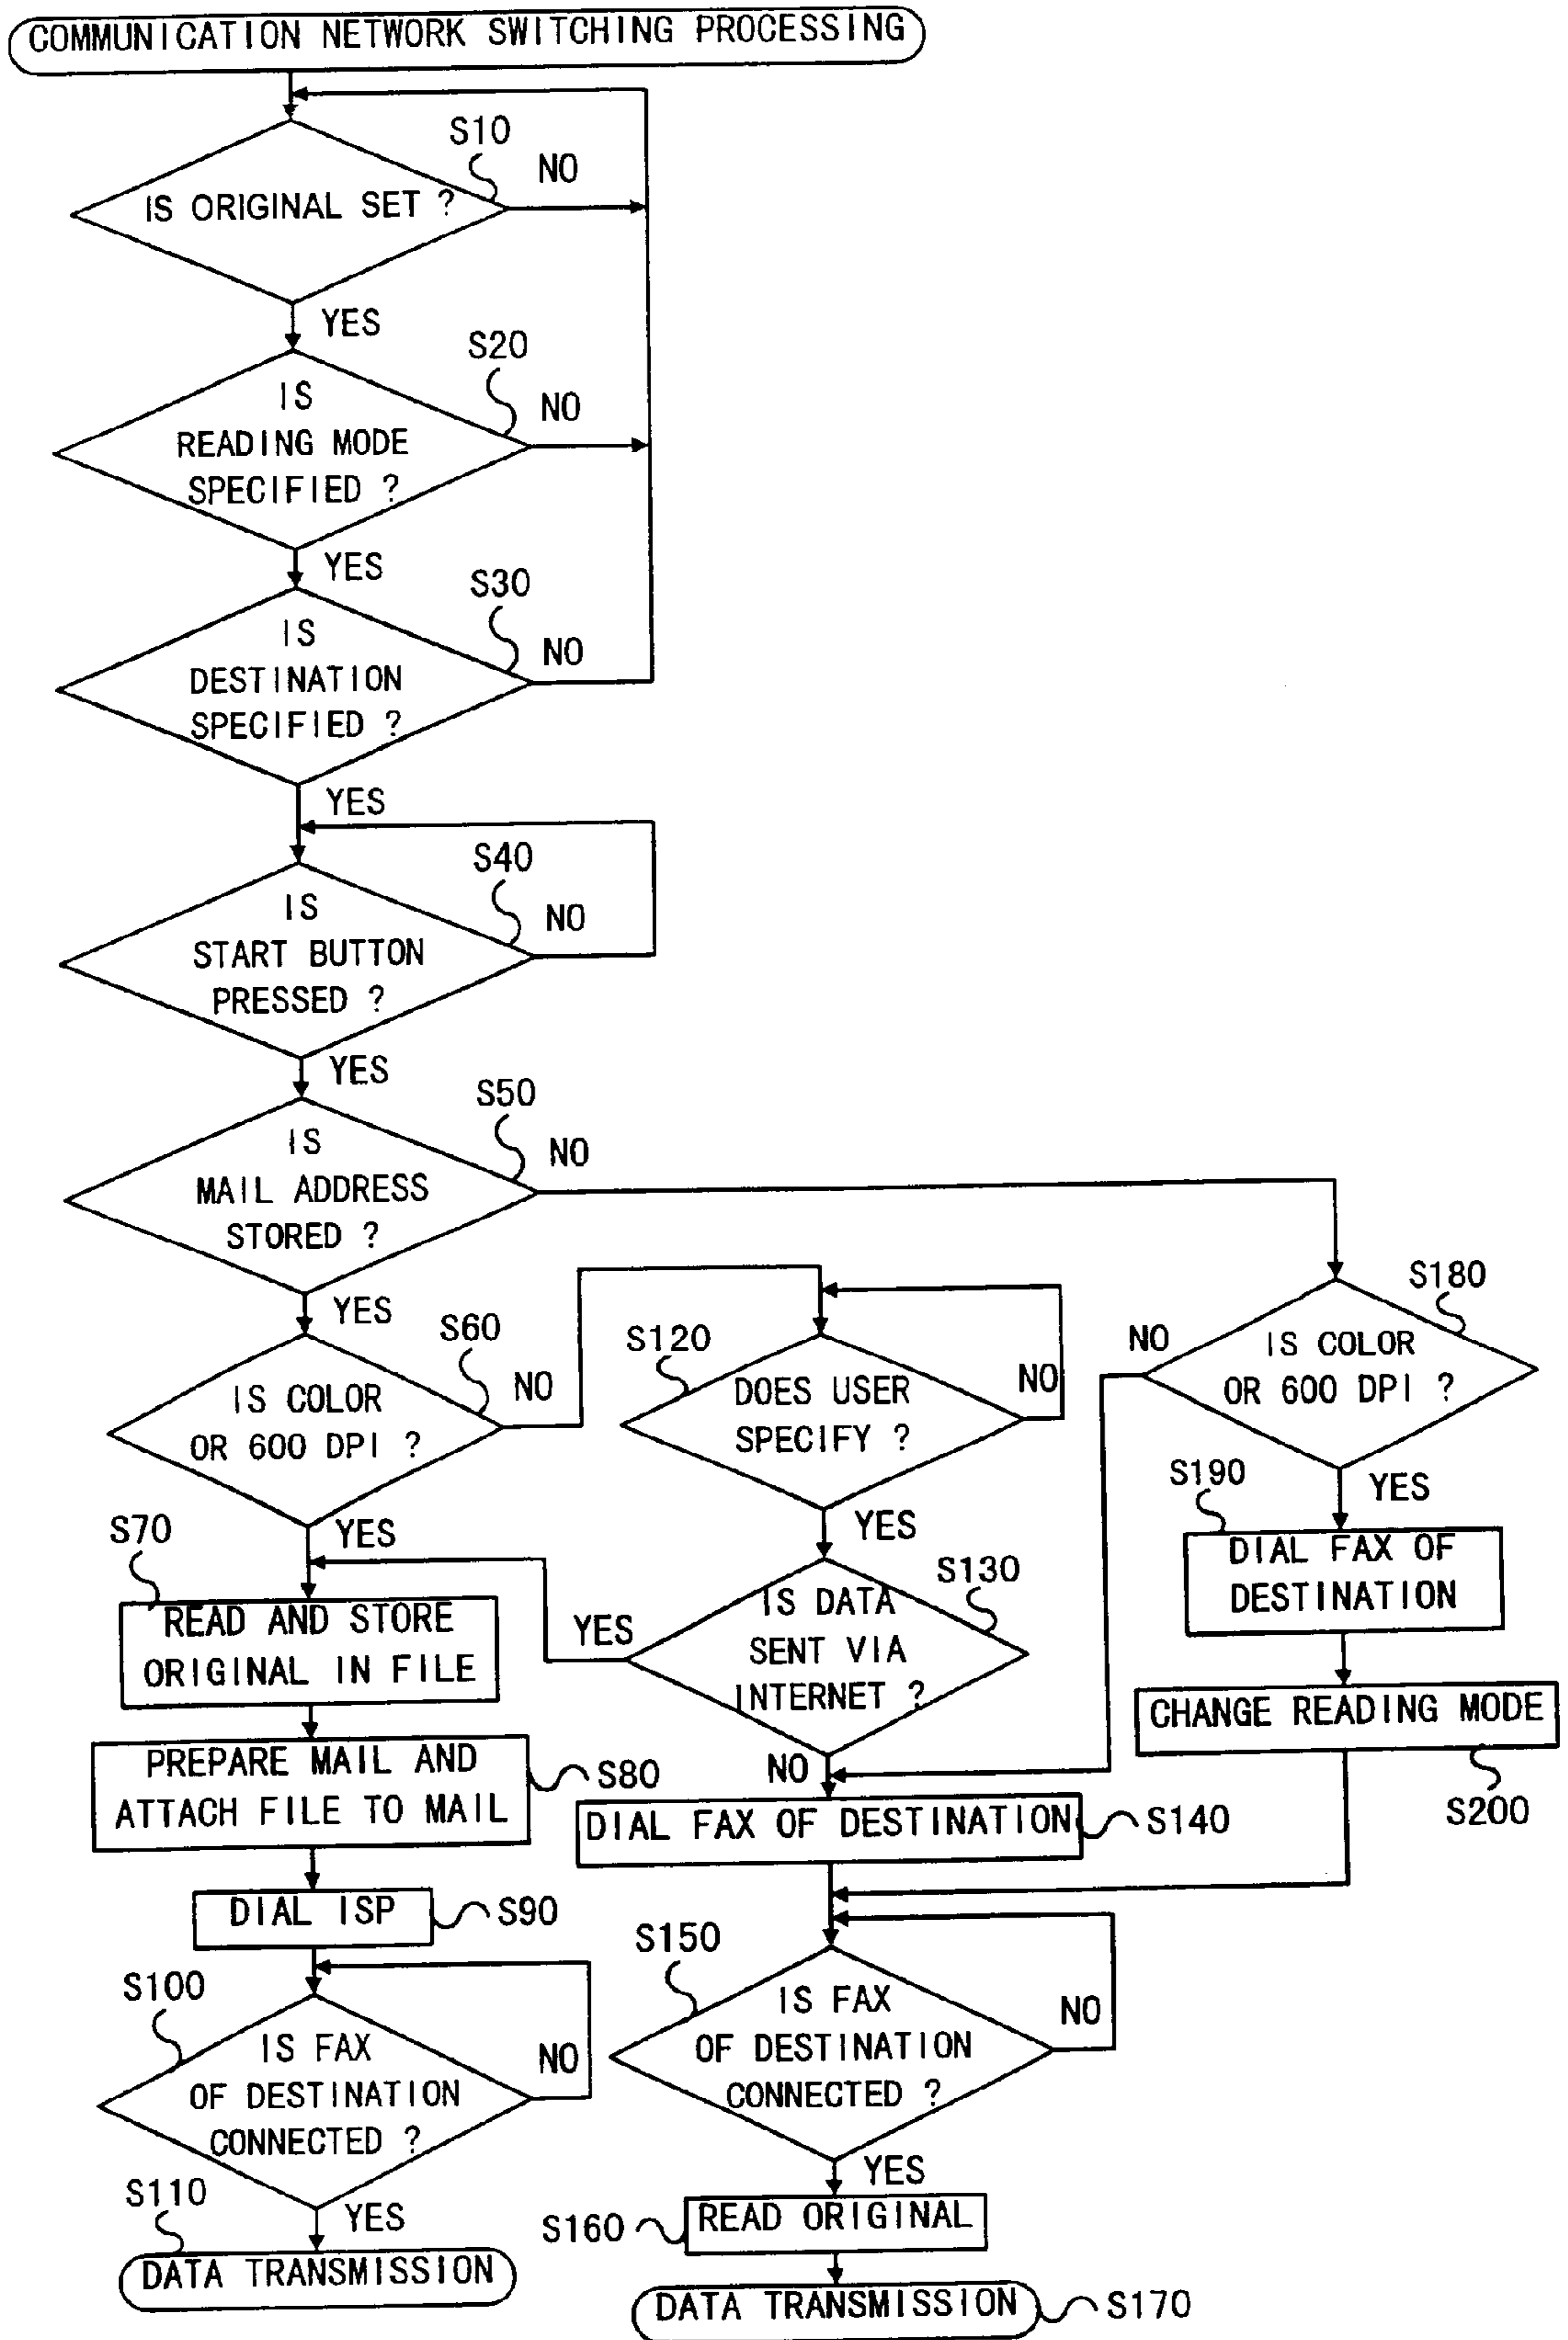 COMMUNICATION NETWORK SWITCHING PROCESSING
S10
NO
IS ORIGINAL SET ?
YES
S20
IS
NO
READING MODE
SPECIFIED ?
YES
S30
IS
NO
DESTINATION
SPECIFIED ?
YES
S40
IS
NO
START BUTTON
PRESSED ?
YES
S50
IS
NO
MAIL ADDRESS
STORED ?
YES
S60
NO
IS COLOR
OR 600 DPI ?
YES
S120
DOES USER
SPECIFY ?
NO
YES
S130
IS DATA
SENT VIA
INTERNET ?
YES
NO
S180
NO
IS COLOR
OR 600 DPI ?
YES
S190
DIAL FAX OF
DESTINATION
CHANGE READING MODE
S200
S70
READ AND STORE
ORIGINAL IN FILE
PREPARE MAIL AND
ATTACH FILE TO MAIL
S80
DIAL ISP
S90
S100
IS FAX
OF DESTINATION
CONNECTED ?
NO
YES
S110
DATA TRANSMISSION
DIAL FAX OF DESTINATION
S140
S150
IS FAX
OF DESTINATION
CONNECTED ?
NO
YES
S160
READ ORIGINAL
DATA TRANSMISSION
S170